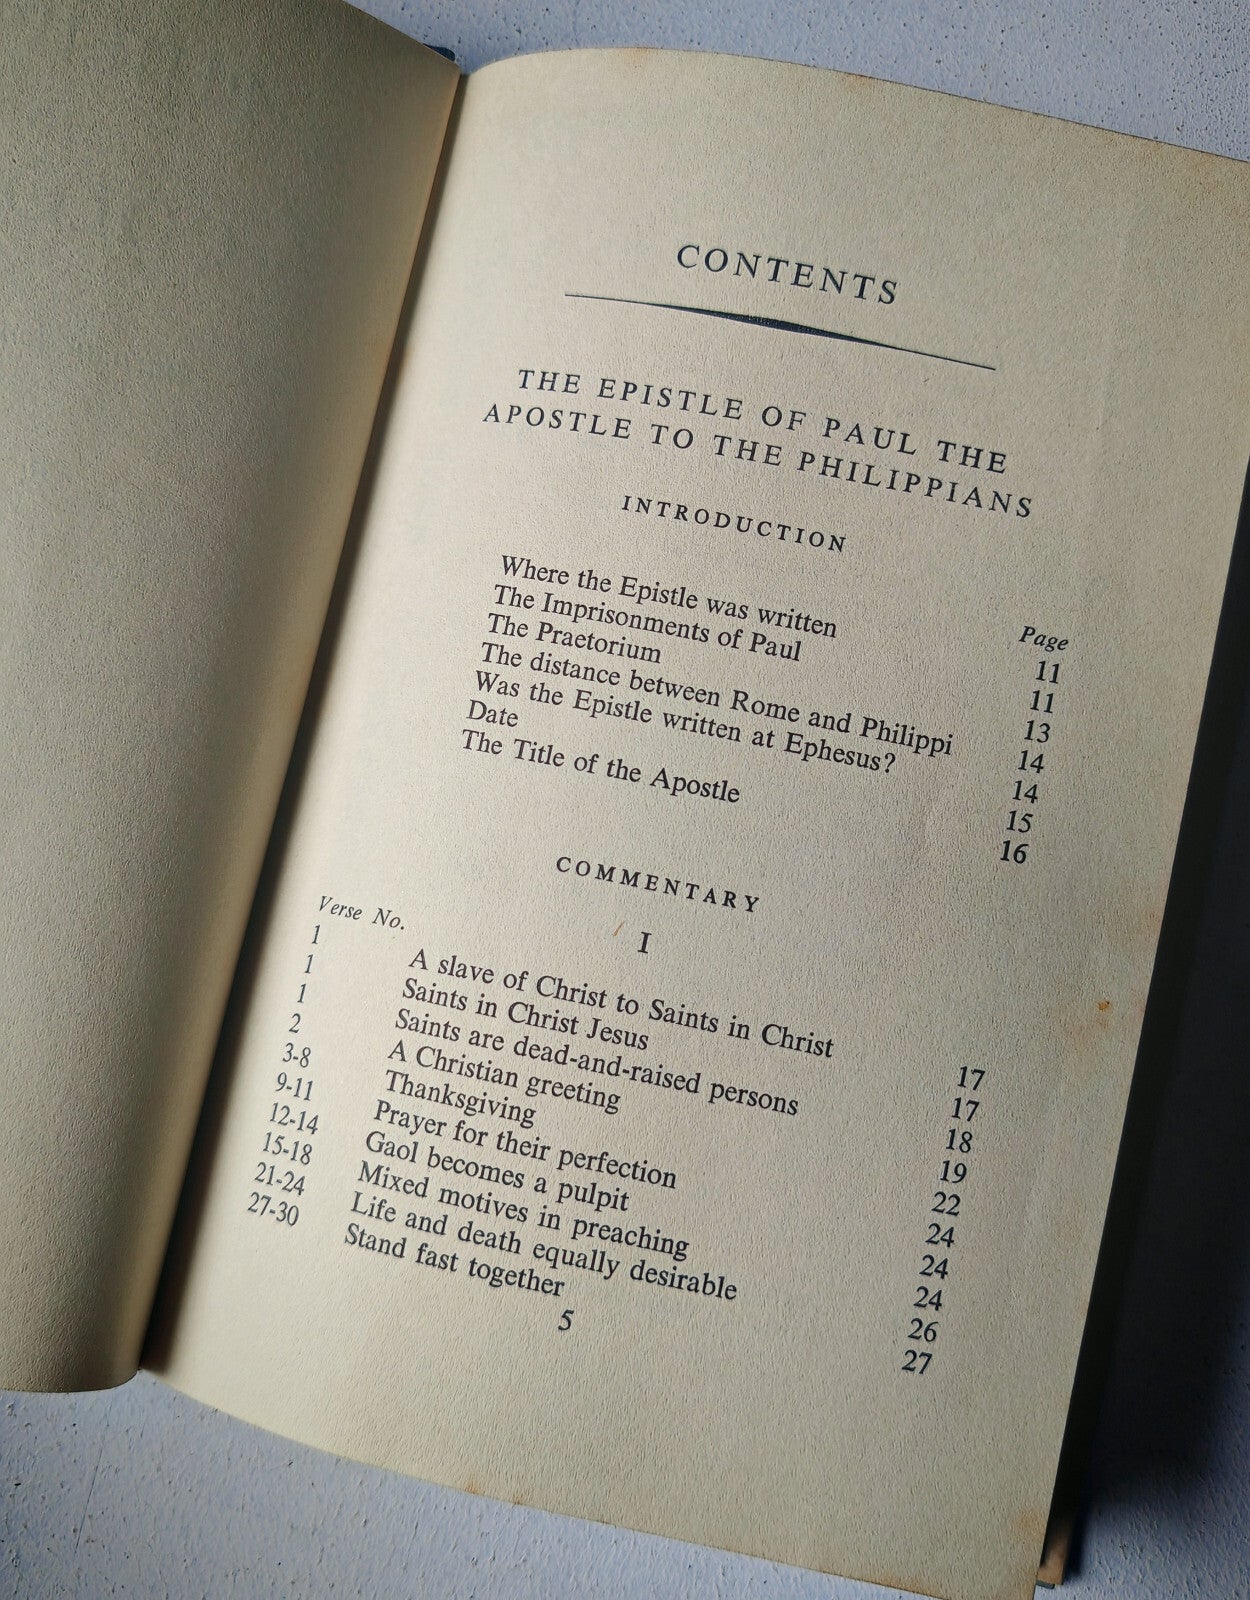 CONTENTS
THE EPISTLE OF PAUL THE
APOSTLE TO THE PHILIPPIANS
INTRODUCTION
Page
Where the Epistle was written 11
The Imprisonments of Paul 11
The Praetorium 13
The distance between Rome and Philippi 14
Was the Epistle written at Ephesus? 14
Date 15
The Title of the Apostle 16
COMMENTARY
Verse No.
I
1 A slave of Christ to Saints in Christ 17
1 Saints in Christ Jesus 17
1 Saints are dead-and-raised persons 18
2 A Christian greeting 19
3-8 Thanksgiving 22
9-11 Prayer for their perfection 24
12-14 Gaol becomes a pulpit 24
15-18 Mixed motives in preaching 24
21-24 Life and death equally desirable 26
27-30 Stand fast together 27
5